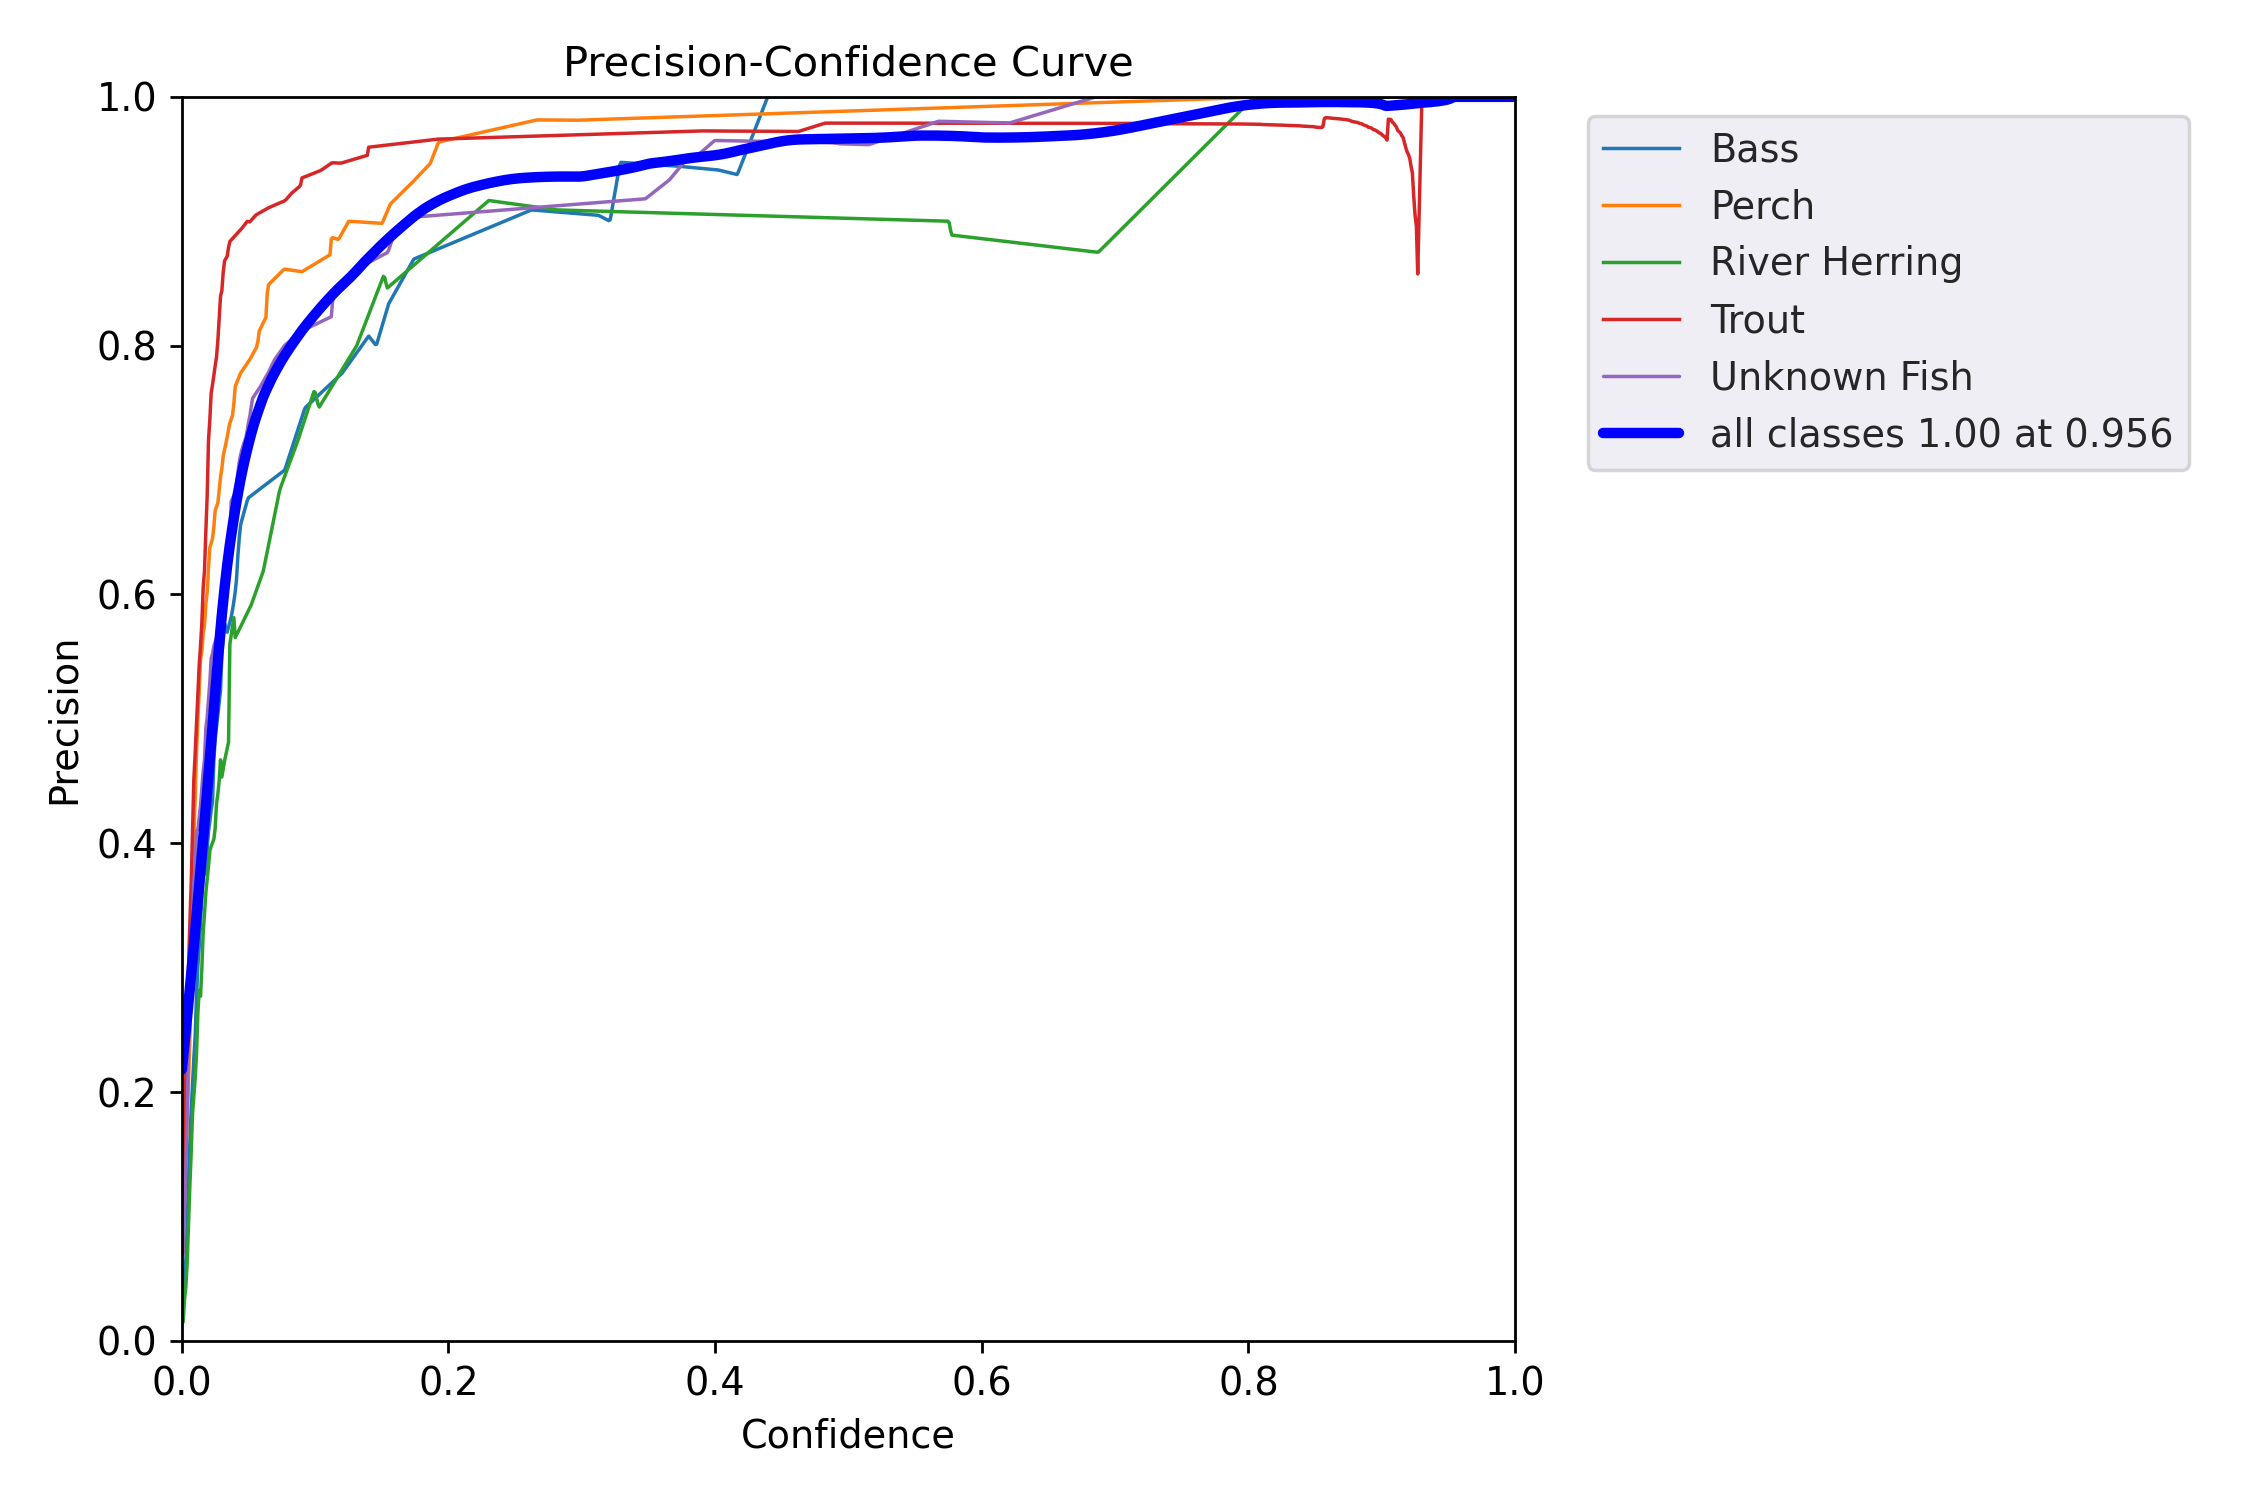 Precision-Confidence Curve
1.0
0.8
0.6
0.4
0.2
0.0
Precision
0.0 0.2 0.4 0.6 0.8 1.0
Confidence
Bass
Perch
River Herring
Trout
Unknown Fish
all classes 1.00 at 0.956